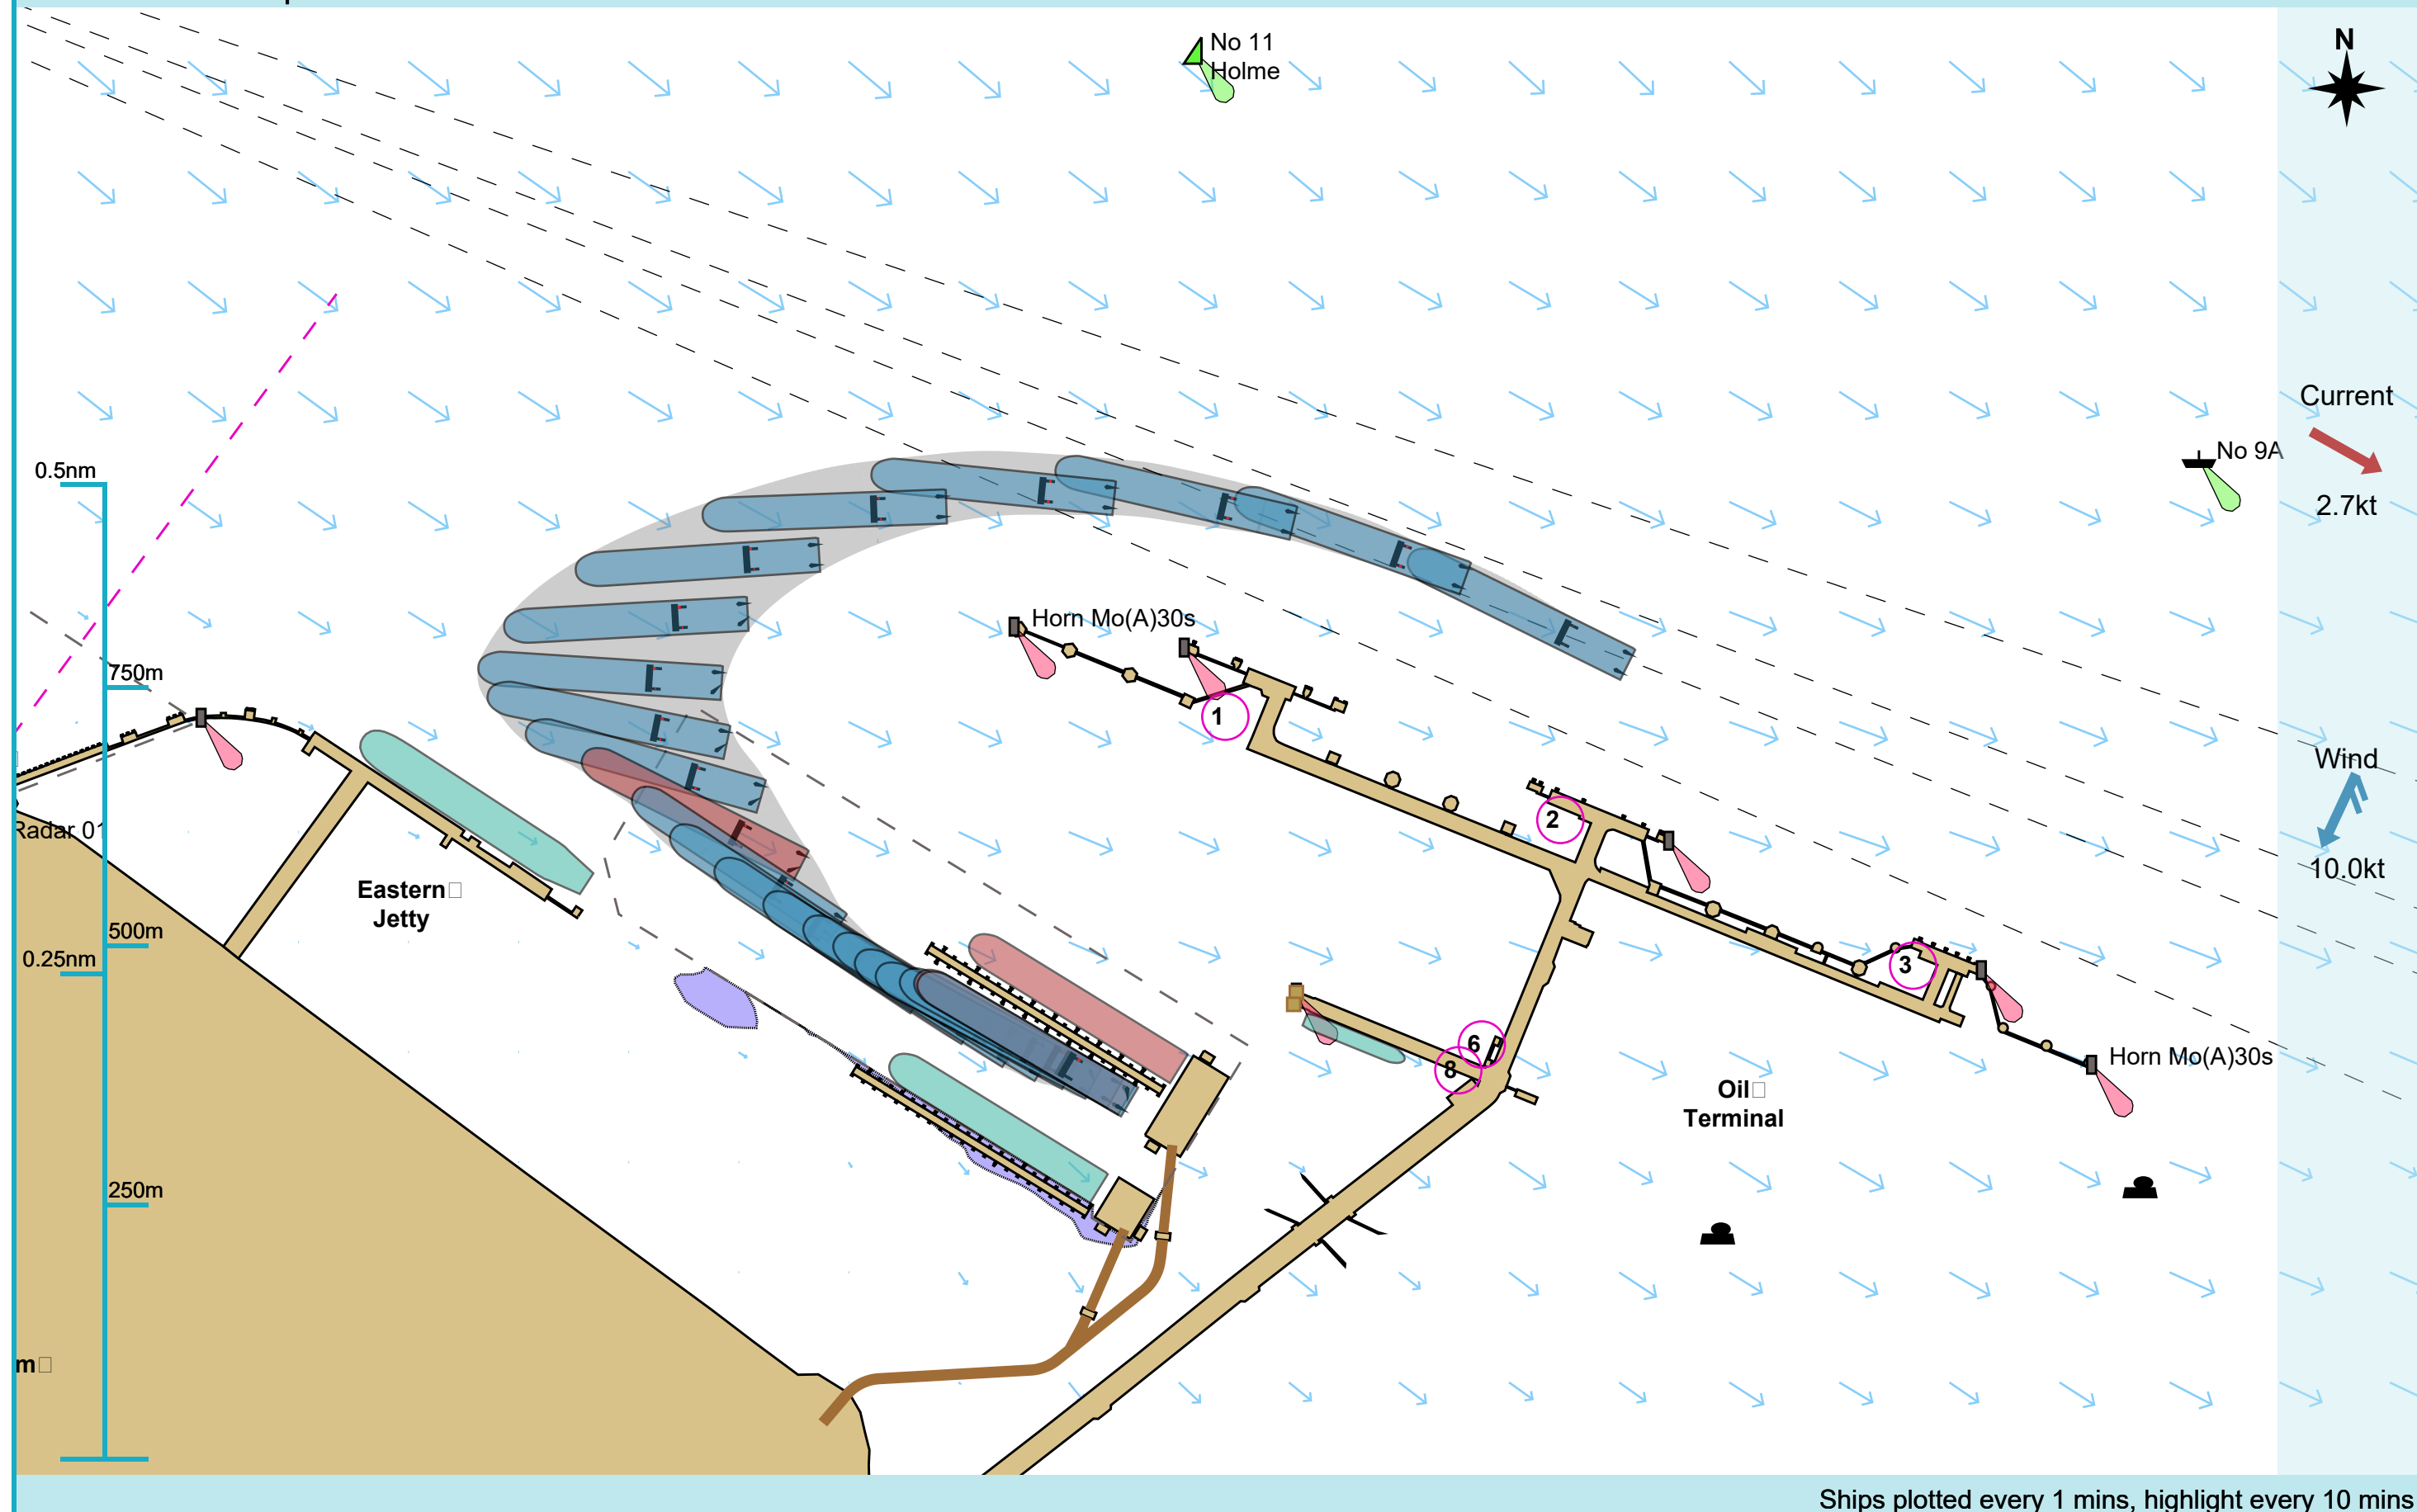 No 11
Holme
N
Current
2.7kt
No 9A
0.5nm
Horn Mo(A)30s
750m
1
Wind
10.0kt
2
Radar 01
Eastern
Jetty
500m
0.25nm
3
6
8
Horn Mo(A)30s
Oil
Terminal
250m
m
Ships plotted every 1 mins, highlight every 10 mins